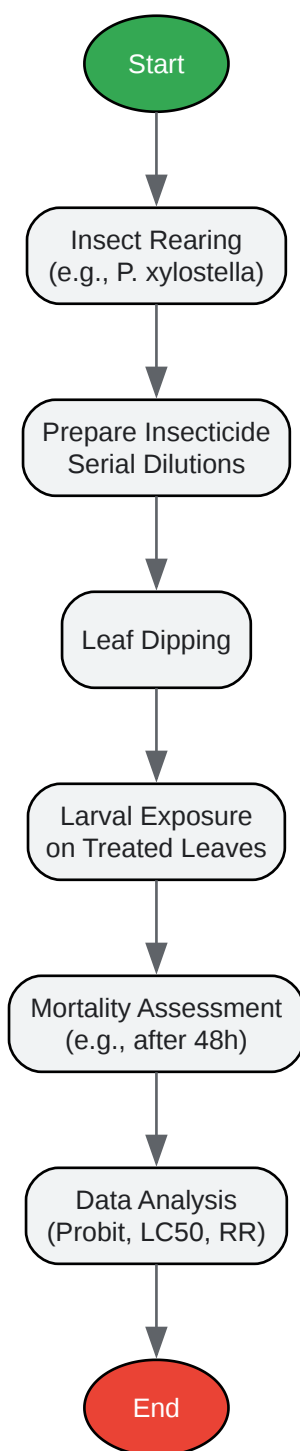 Start
Insect Rearing
(e.g., P. xylostella)
Prepare Insecticide
Serial Dilutions
Leaf Dipping
Larval Exposure
on Treated Leaves
Mortality Assessment
(e.g., after 48h)
Data Analysis
(Probit, LC50, RR)
End